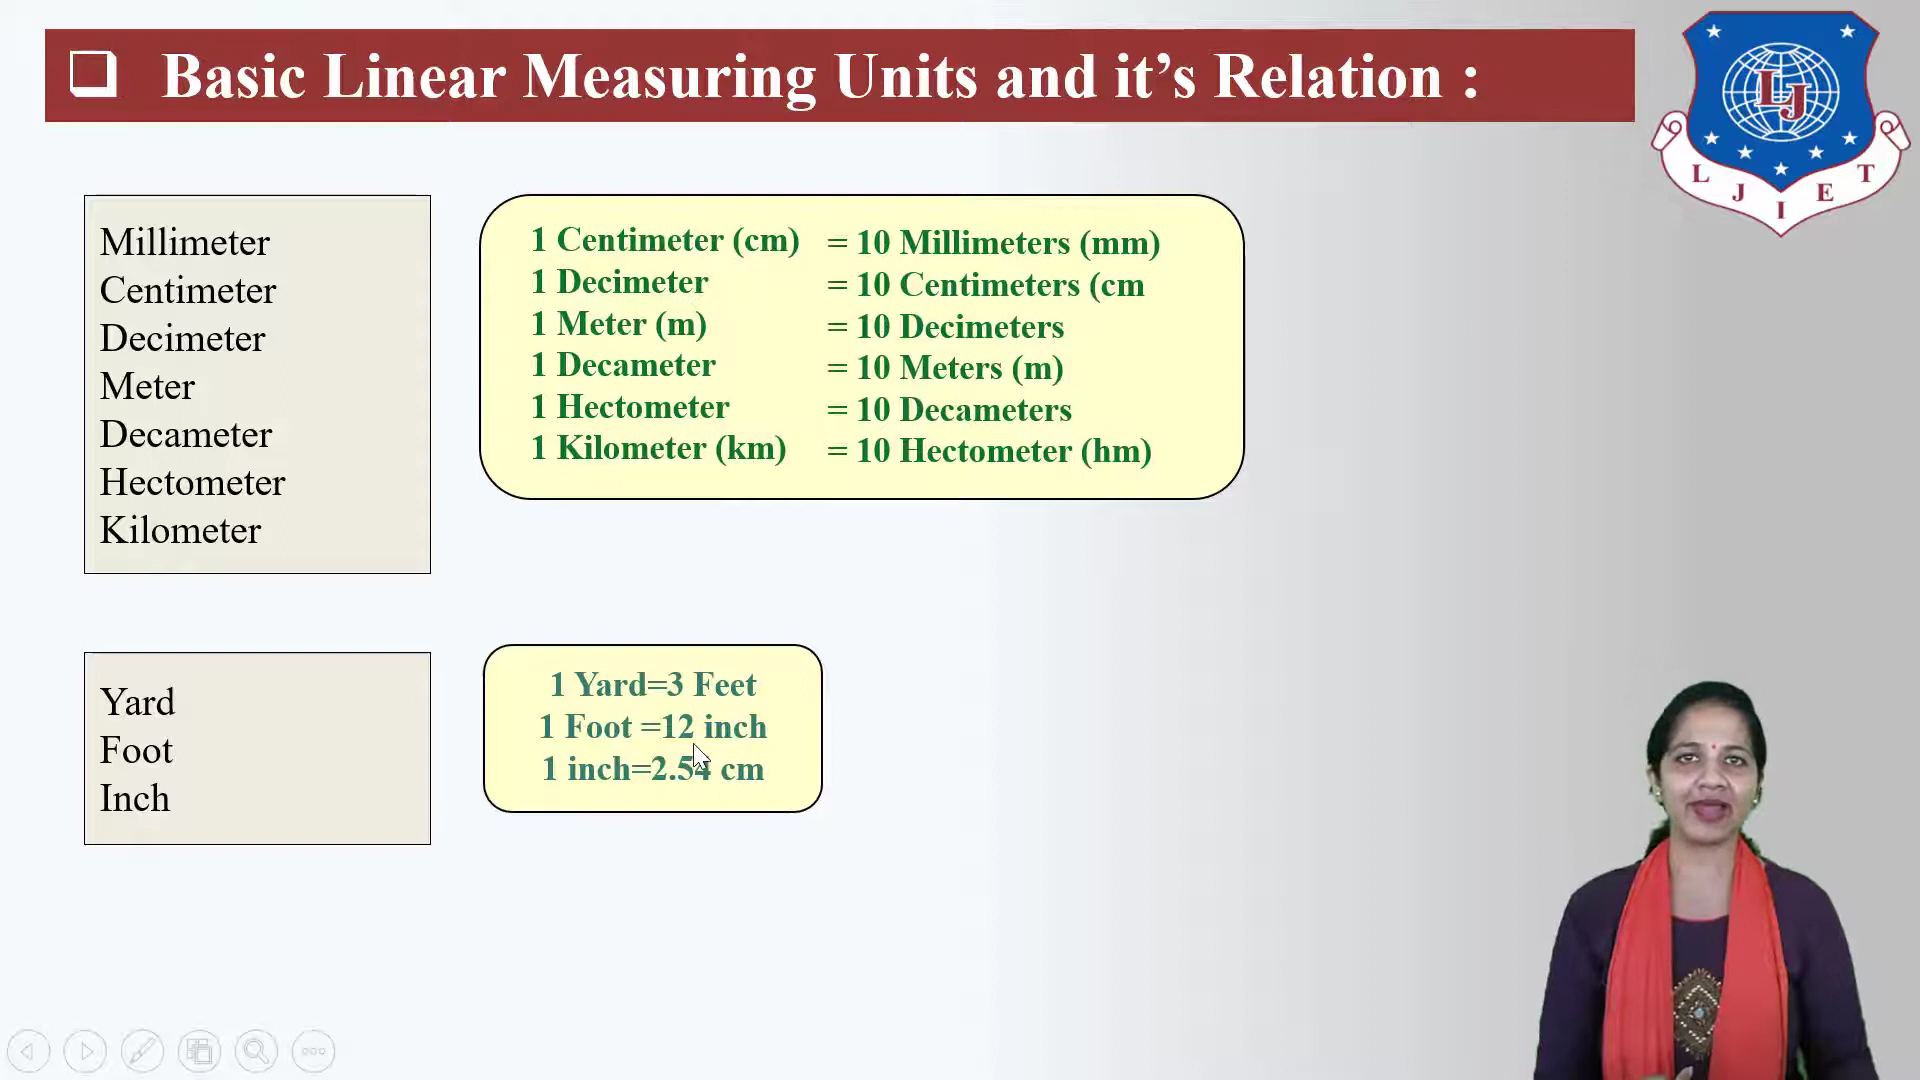 ❑ Basic Linear Measuring Units and it’s Relation :
LJ
L J I E T
Millimeter
Centimeter
Decimeter
Meter
Decameter
Hectometer
Kilometer
1 Centimeter (cm) = 10 Millimeters (mm)
1 Decimeter = 10 Centimeters (cm
1 Meter (m) = 10 Decimeters
1 Decameter = 10 Meters (m)
1 Hectometer = 10 Decameters
1 Kilometer (km) = 10 Hectometer (hm)
Yard
Foot
Inch
1 Yard=3 Feet
1 Foot =12 inch
1 inch=2.54 cm